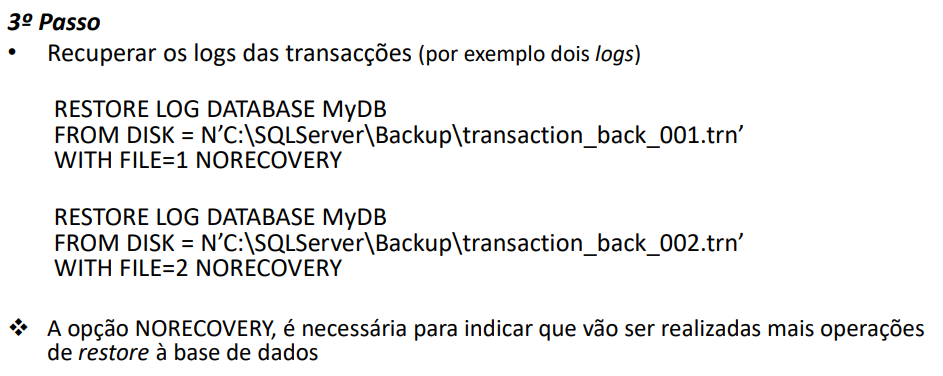 3º Passo
• Recuperar os logs das transacções (por exemplo dois logs)
RESTORE LOG DATABASE MyDB
FROM DISK = N’C:\SQLServer\Backup\transaction_back_001.trn’
WITH FILE=1 NORECOVERY
RESTORE LOG DATABASE MyDB
FROM DISK = N’C:\SQLServer\Backup\transaction_back_002.trn’
WITH FILE=2 NORECOVERY
❖ A opção NORECOVERY, é necessária para indicar que vão ser realizadas mais operações
de restore à base de dados